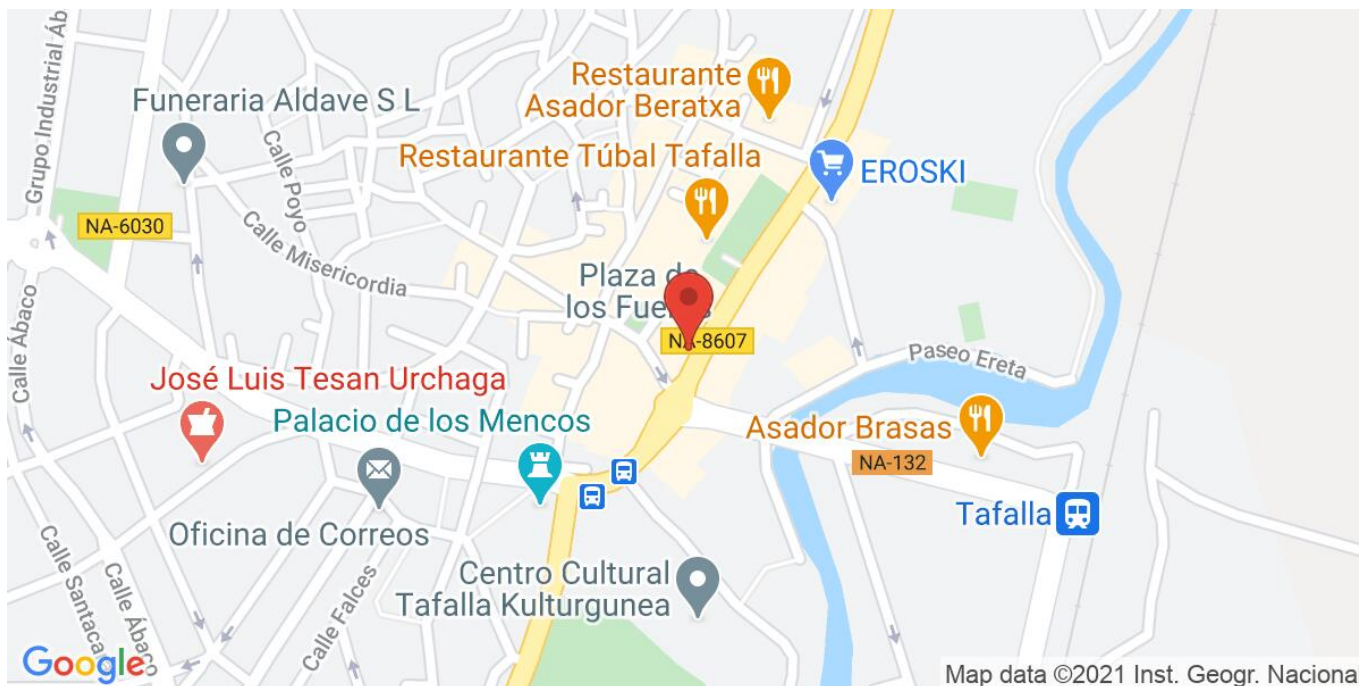 Grupo Industrial Áb
Restaurante
Asador Beratxa
Funeraria Aldave S L
Calle Poyo
Restaurante Túbal Tafalla
EROSKI
NA-6030
Calle Misericordia
Plaza de
los Fue
NA-8607
Calle Ábaco
Paseo Ereta
José Luis Tesan Urchaga
Palacio de los Mencos
Asador Brasas
NA-132
Oficina de Correos
Tafalla
Centro Cultural
Tafalla Kulturgunea
Calle Santaca
Calle Ábaco
Calle Falces
Google
Map data ©2021 Inst. Geogr. Naciona